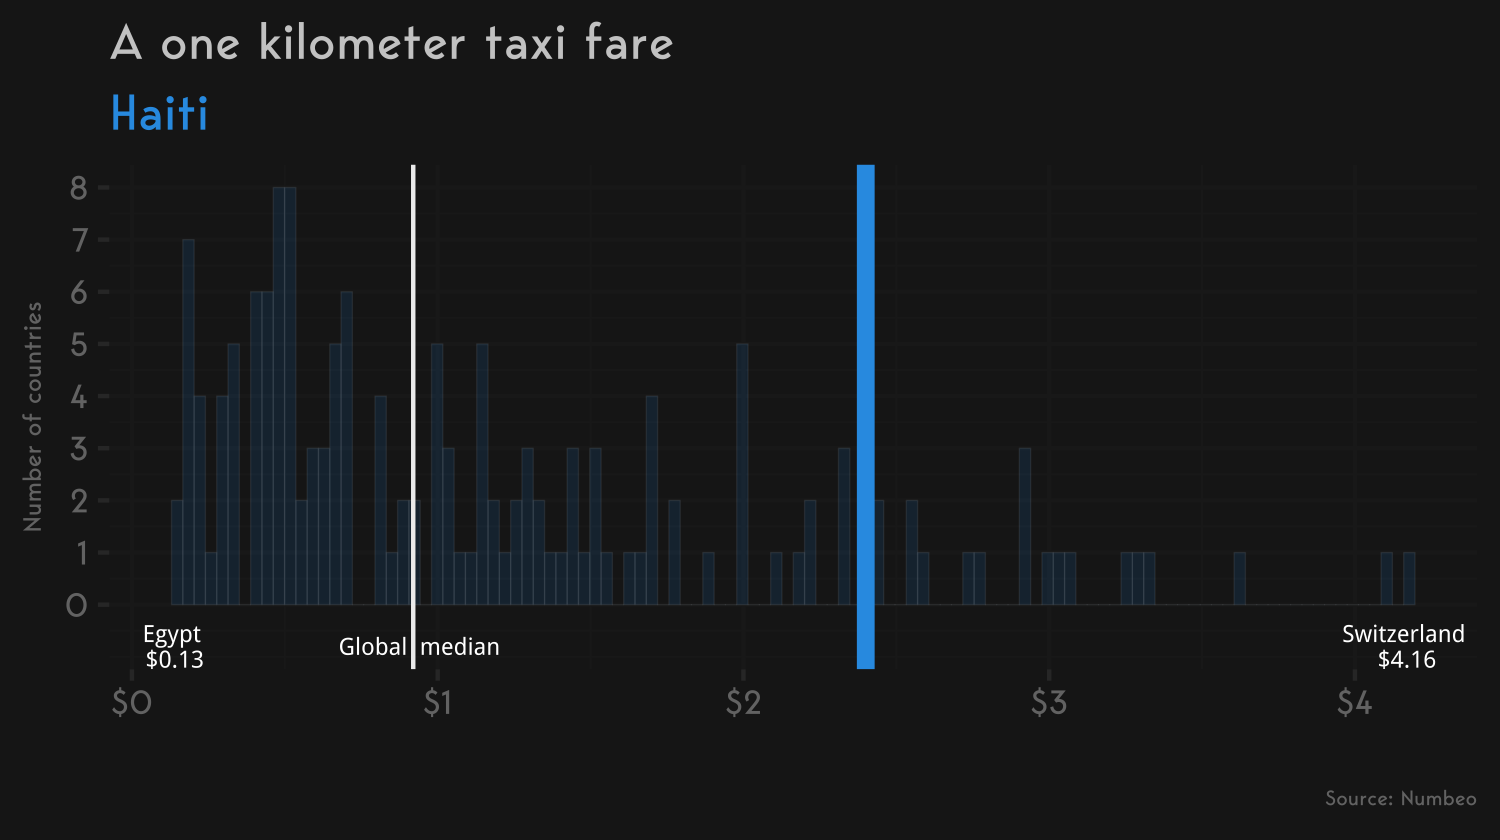 A one kilometer taxi fare
Haiti
Number of countries
8
7
6
5
4
3
2
1
0
Egypt
$0.13
Global median
Switzerland
$4.16
$0 $1 $2 $3 $4
Source: Numbeo